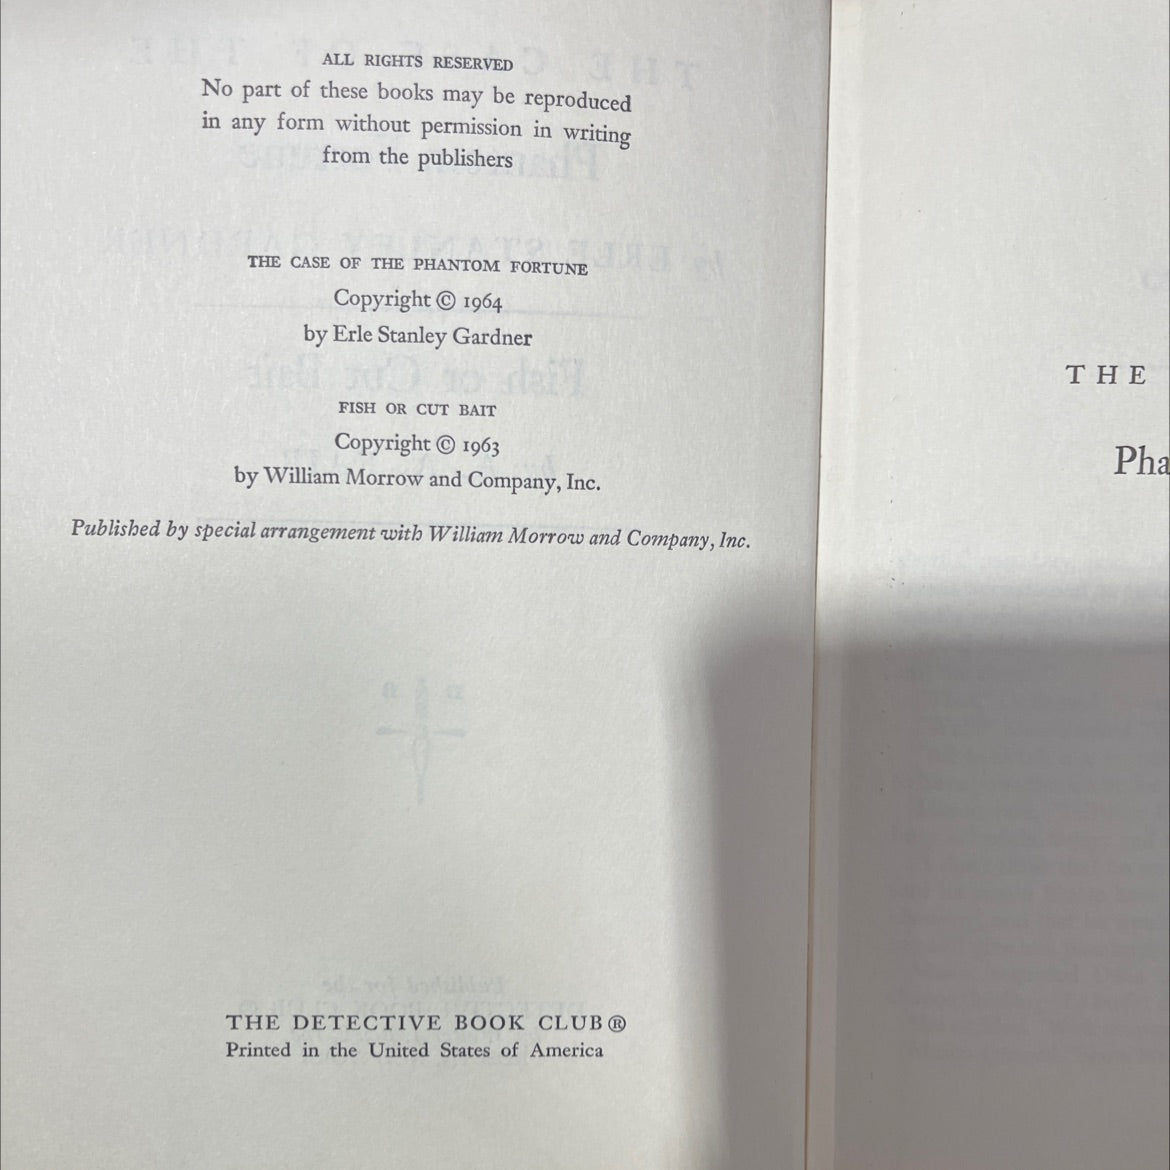 ALL RIGHTS RESERVED
No part of these books may be reproduced
in any form without permission in writing
from the publishers
THE CASE OF THE PHANTOM FORTUNE
Copyright © 1964
by Erle Stanley Gardner
FISH OR CUT BAIT
Copyright © 1963
by William Morrow and Company, Inc.
Published by special arrangement with William Morrow and Company, Inc.
THE DETECTIVE BOOK CLUB®
Printed in the United States of America
THE
Pha